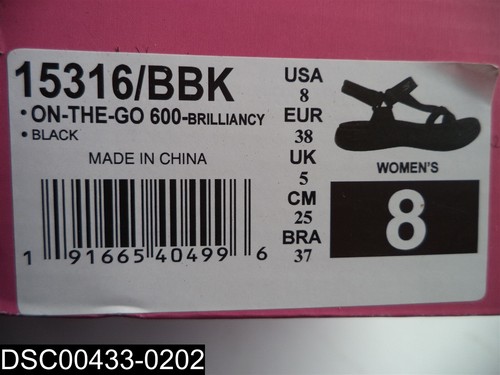 15316/BBK
• ON-THE-GO 600-BRILLIANCY
• BLACK
MADE IN CHINA
1 91665 40499 6
USA
8
EUR
38
UK
5
CM
25
BRA
37
WOMEN'S
8
DSC00433-0202